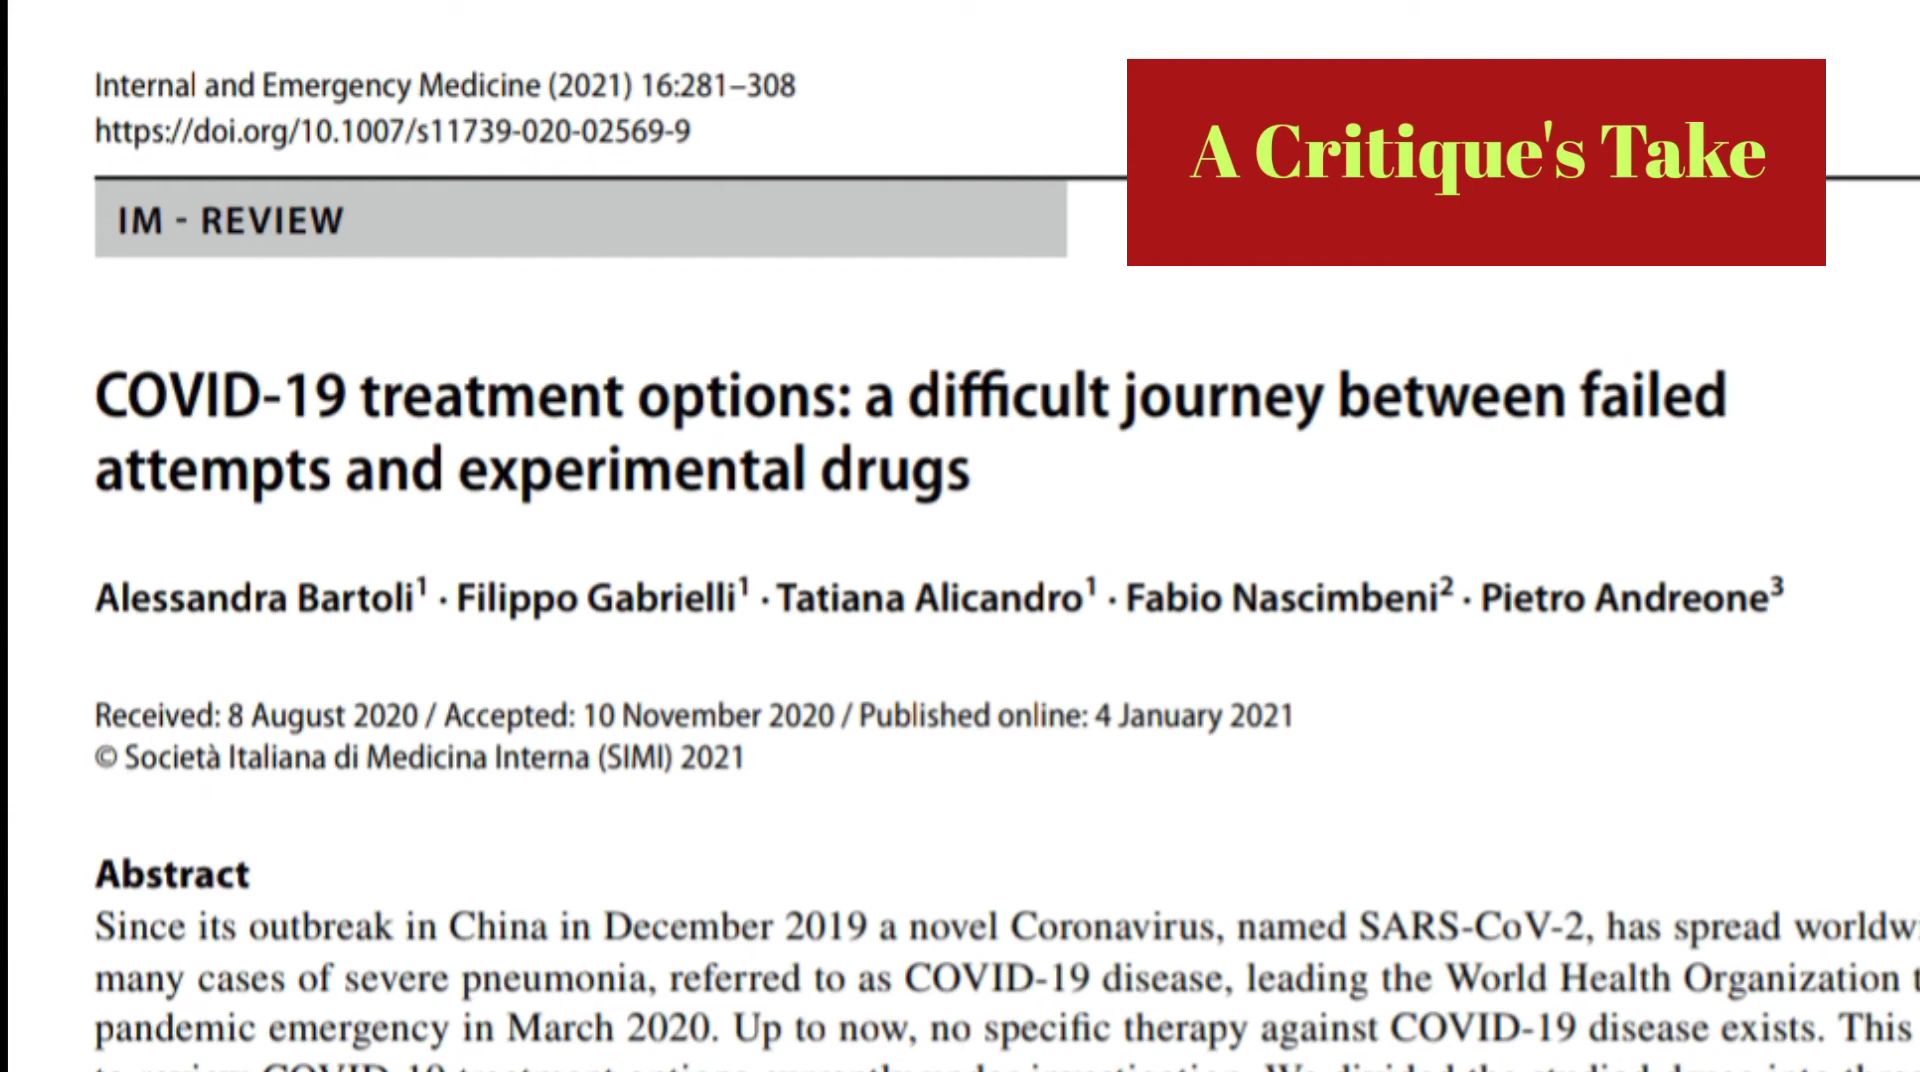 Internal and Emergency Medicine (2021) 16:281–308
https://doi.org/10.1007/s11739-020-02569-9
A Critique's Take
IM - REVIEW
COVID-19 treatment options: a difficult journey between failed
attempts and experimental drugs
Alessandra Bartoli¹ · Filippo Gabrielli¹ · Tatiana Alicandro¹ · Fabio Nascimbeni² · Pietro Andreone³
Received: 8 August 2020 / Accepted: 10 November 2020 / Published online: 4 January 2021
© Società Italiana di Medicina Interna (SIMI) 2021
Abstract
Since its outbreak in China in December 2019 a novel Coronavirus, named SARS-CoV-2, has spread
many cases of severe pneumonia, referred to as COVID-19 disease, leading the World Health Organization
pandemic emergency in March 2020. Up to now, no specific therapy against COVID-19 disease exists. This